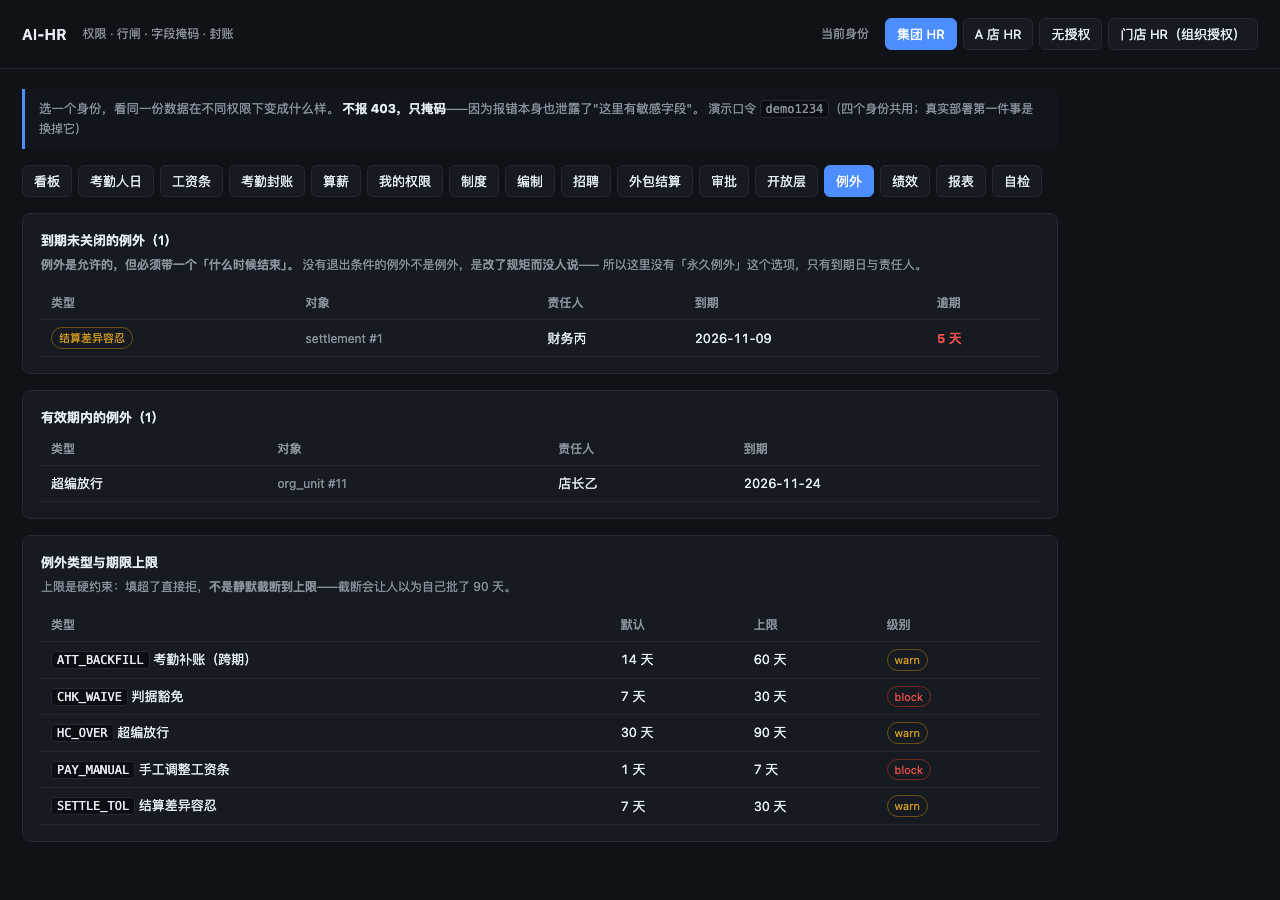 AI-HR 权限 · 行闸 · 字段掩码 · 封账 当前身份 集团 HR A 店 HR 无授权 门店 HR（组织授权）
选一个身份，看同一份数据在不同权限下变成什么样。 不报 403，只掩码——因为报错本身也泄露了"这里有敏感字段"。 演示口令 demo1234 （四个身份共用；真实部署第一件事是
换掉它）
看板 考勤人日 工资条 考勤封账 算薪 我的权限 制度 编制 招聘 外包结算 审批 开放层 例外 绩效 报表 自检
到期未关闭的例外（1）
例外是允许的，但必须带一个「什么时候结束」。 没有退出条件的例外不是例外，是改了规矩而没人说—— 所以这里没有「永久例外」这个选项，只有到期日与责任人。
类型 对象 责任人 到期 逾期
结算差异容忍 settlement #1 财务丙 2026-11-09 5 天
有效期内的例外（1）
类型 对象 责任人 到期
超编放行 org_unit #11 店长乙 2026-11-24
例外类型与期限上限
上限是硬约束：填超了直接拒，不是静默截断到上限——截断会让人以为自己批了 90 天。
类型 默认 上限 级别
ATT_BACKFILL 考勤补账（跨期） 14 天 60 天 warn
CHK_WAIVE 判据豁免 7 天 30 天 block
HC_OVER 超编放行 30 天 90 天 warn
PAY_MANUAL 手工调整工资条 1 天 7 天 block
SETTLE_TOL 结算差异容忍 7 天 30 天 warn